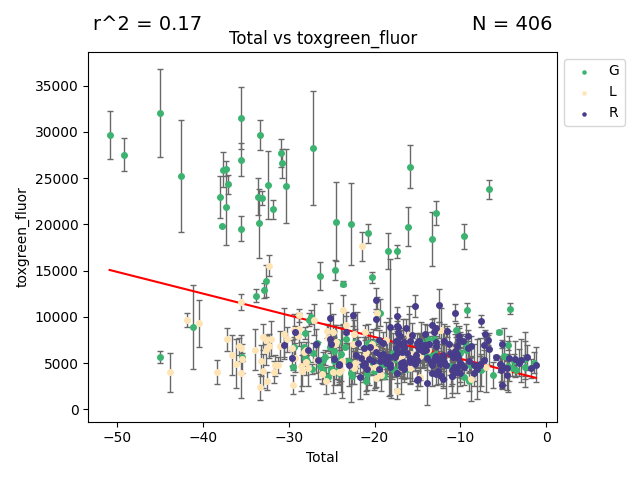 r^2 = 0.17
N = 406
Total vs toxgreen_fluor
G
L
R
35000
30000
25000
20000
15000
10000
5000
0
toxgreen_fluor
−50
−40
−30
−20
−10
0
Total